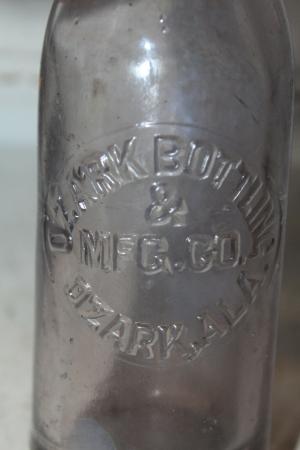 OZARK BOTTLING
&
MFG. CO.
OZARK, ALA.